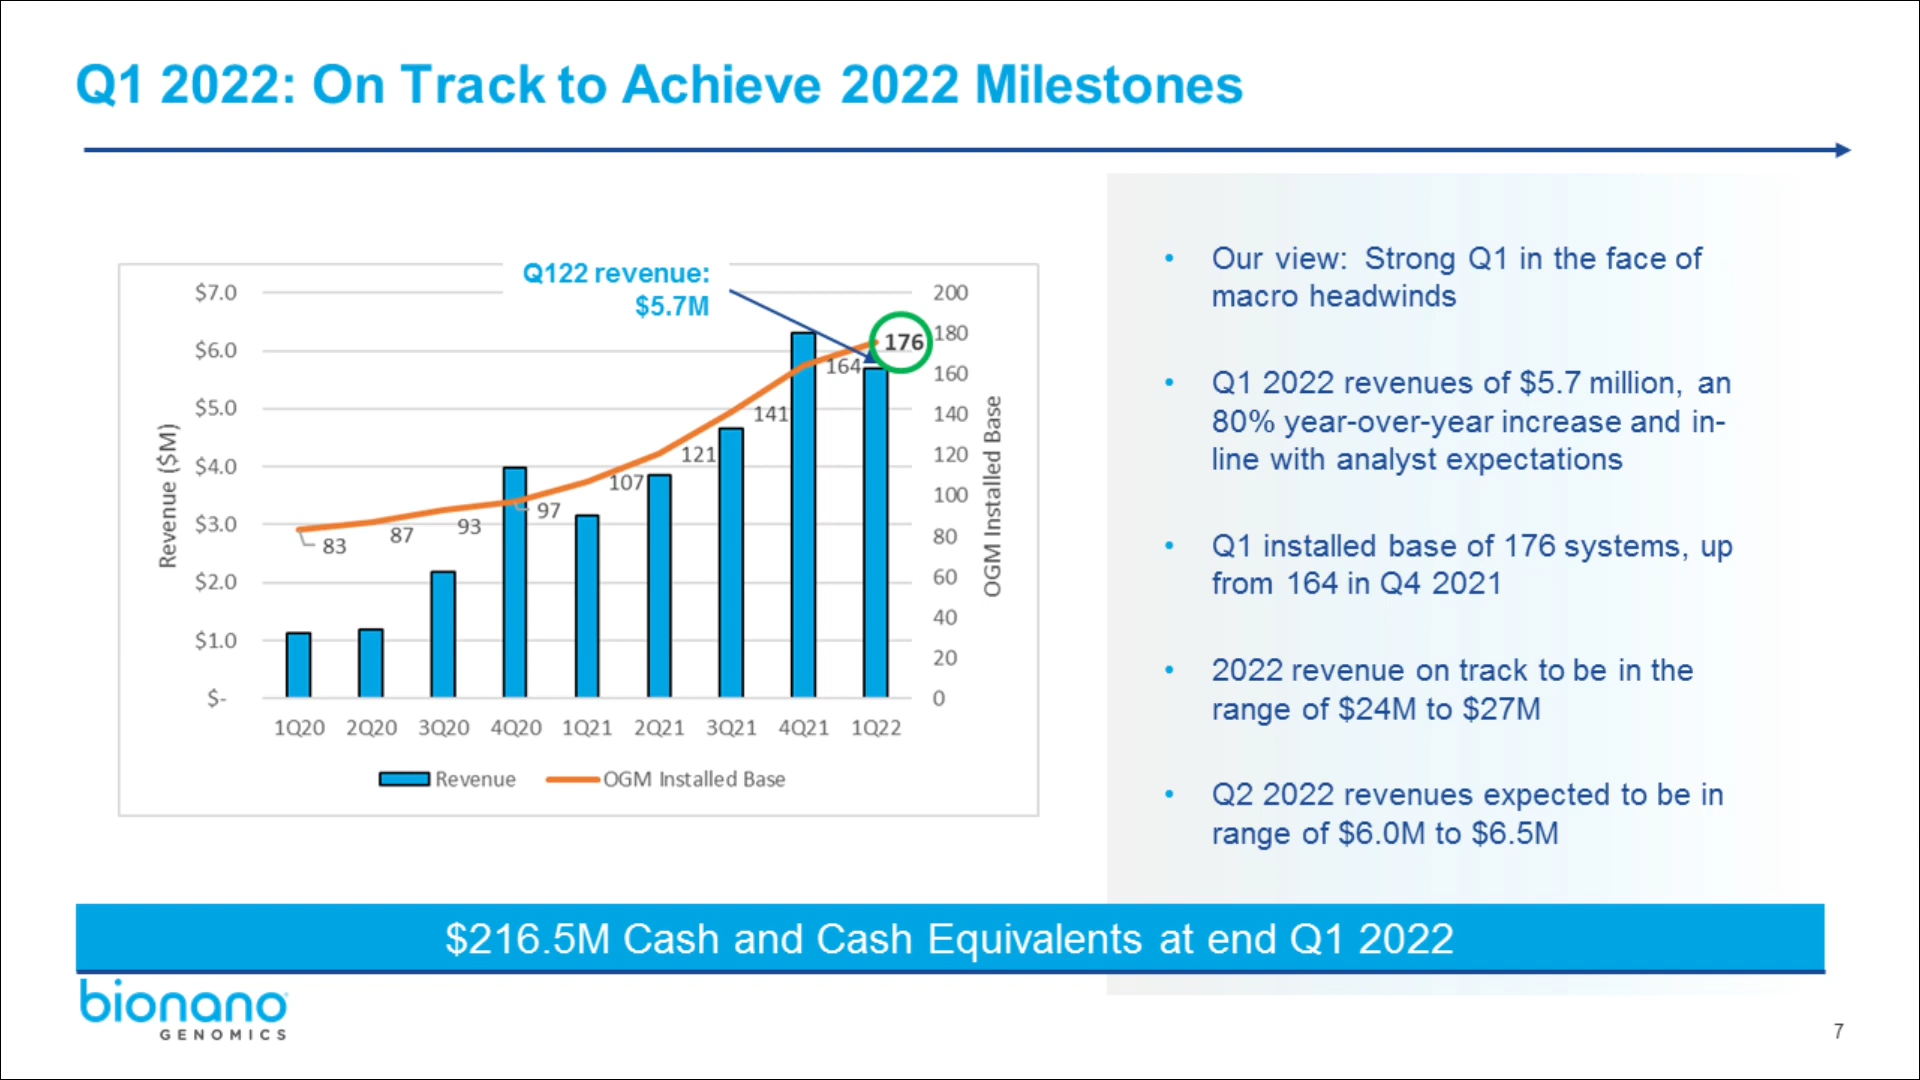 Q1 2022: On Track to Achieve 2022 Milestones
Q122 revenue:
$5.7M
$7.0
$6.0
$5.0
$4.0
$3.0
$2.0
$1.0
$-
Revenue ($M)
200
180
160
140
120
100
80
60
40
20
0
OGM Installed Base
83
87
93
97
107
121
141
164
176
1Q20 2Q20 3Q20 4Q20 1Q21 2Q21 3Q21 4Q21 1Q22
Revenue OGM Installed Base
• Our view: Strong Q1 in the face of
macro headwinds
• Q1 2022 revenues of $5.7 million, an
80% year-over-year increase and in-
line with analyst expectations
• Q1 installed base of 176 systems, up
from 164 in Q4 2021
• 2022 revenue on track to be in the
range of $24M to $27M
• Q2 2022 revenues expected to be in
range of $6.0M to $6.5M
$216.5M Cash and Cash Equivalents at end Q1 2022
bionano
GENOMICS
7